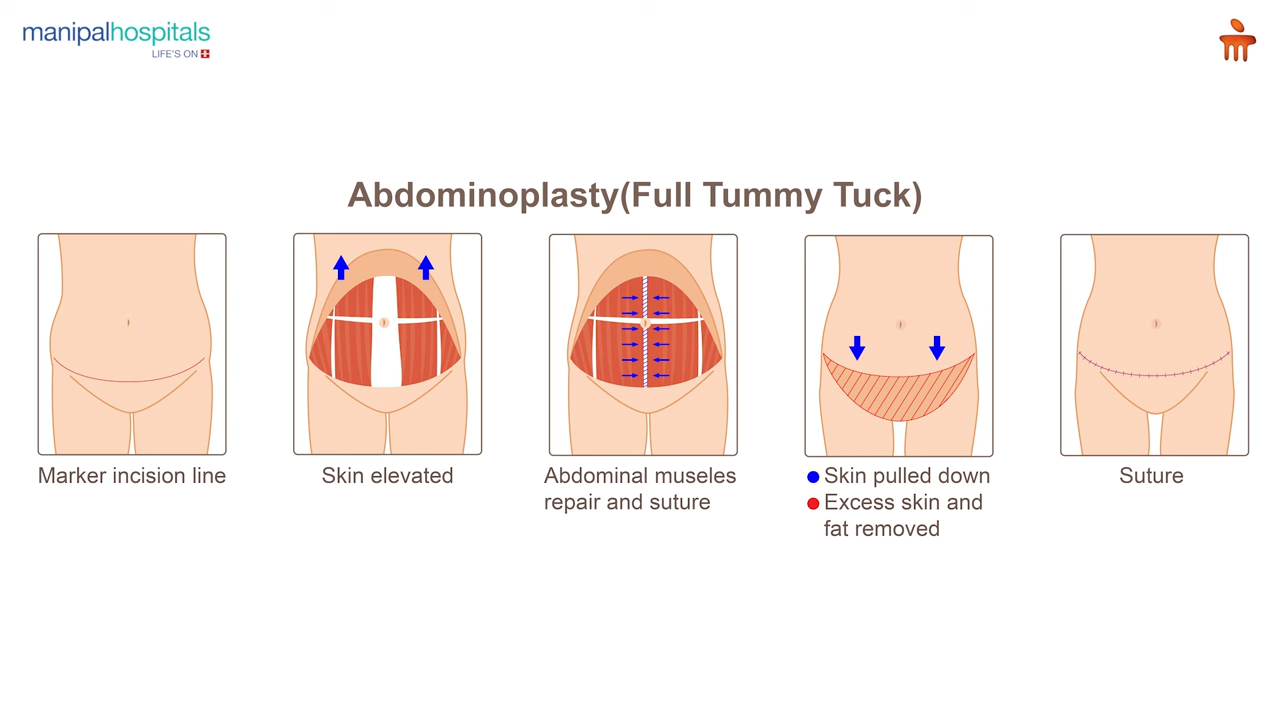 manipalhospitals
LIFE'S ON
Abdominoplasty(Full Tummy Tuck)
Marker incision line
Skin elevated
Abdominal museles
repair and suture
Skin pulled down
Excess skin and
fat removed
Suture